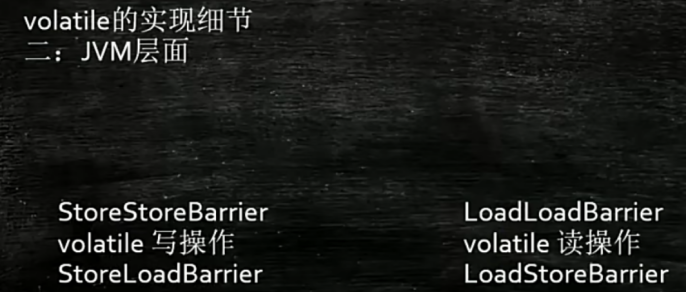 volatile的实现细节
二：JVM层面
StoreStoreBarrier
volatile 写操作
StoreLoadBarrier
LoadLoadBarrier
volatile 读操作
LoadStoreBarrier